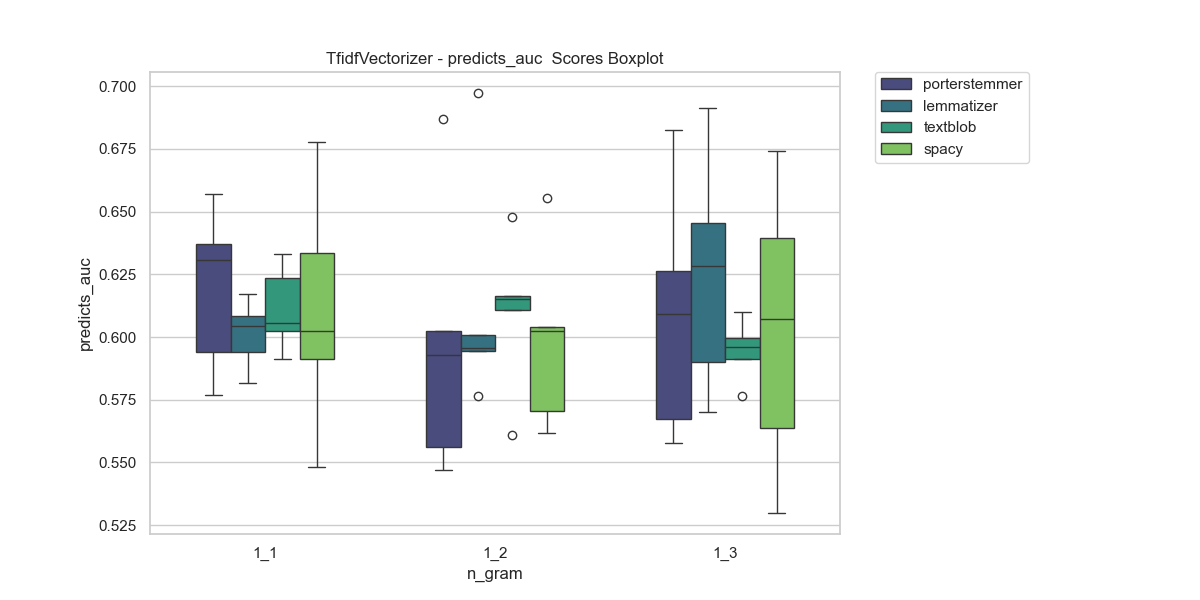 TfidfVectorizer - predicts_auc  Scores Boxplot
porterstemmer
lemmatizer
textblob
spacy
predicts_auc
0.700
0.675
0.650
0.625
0.600
0.575
0.550
0.525
1_1
1_2
1_3
n_gram